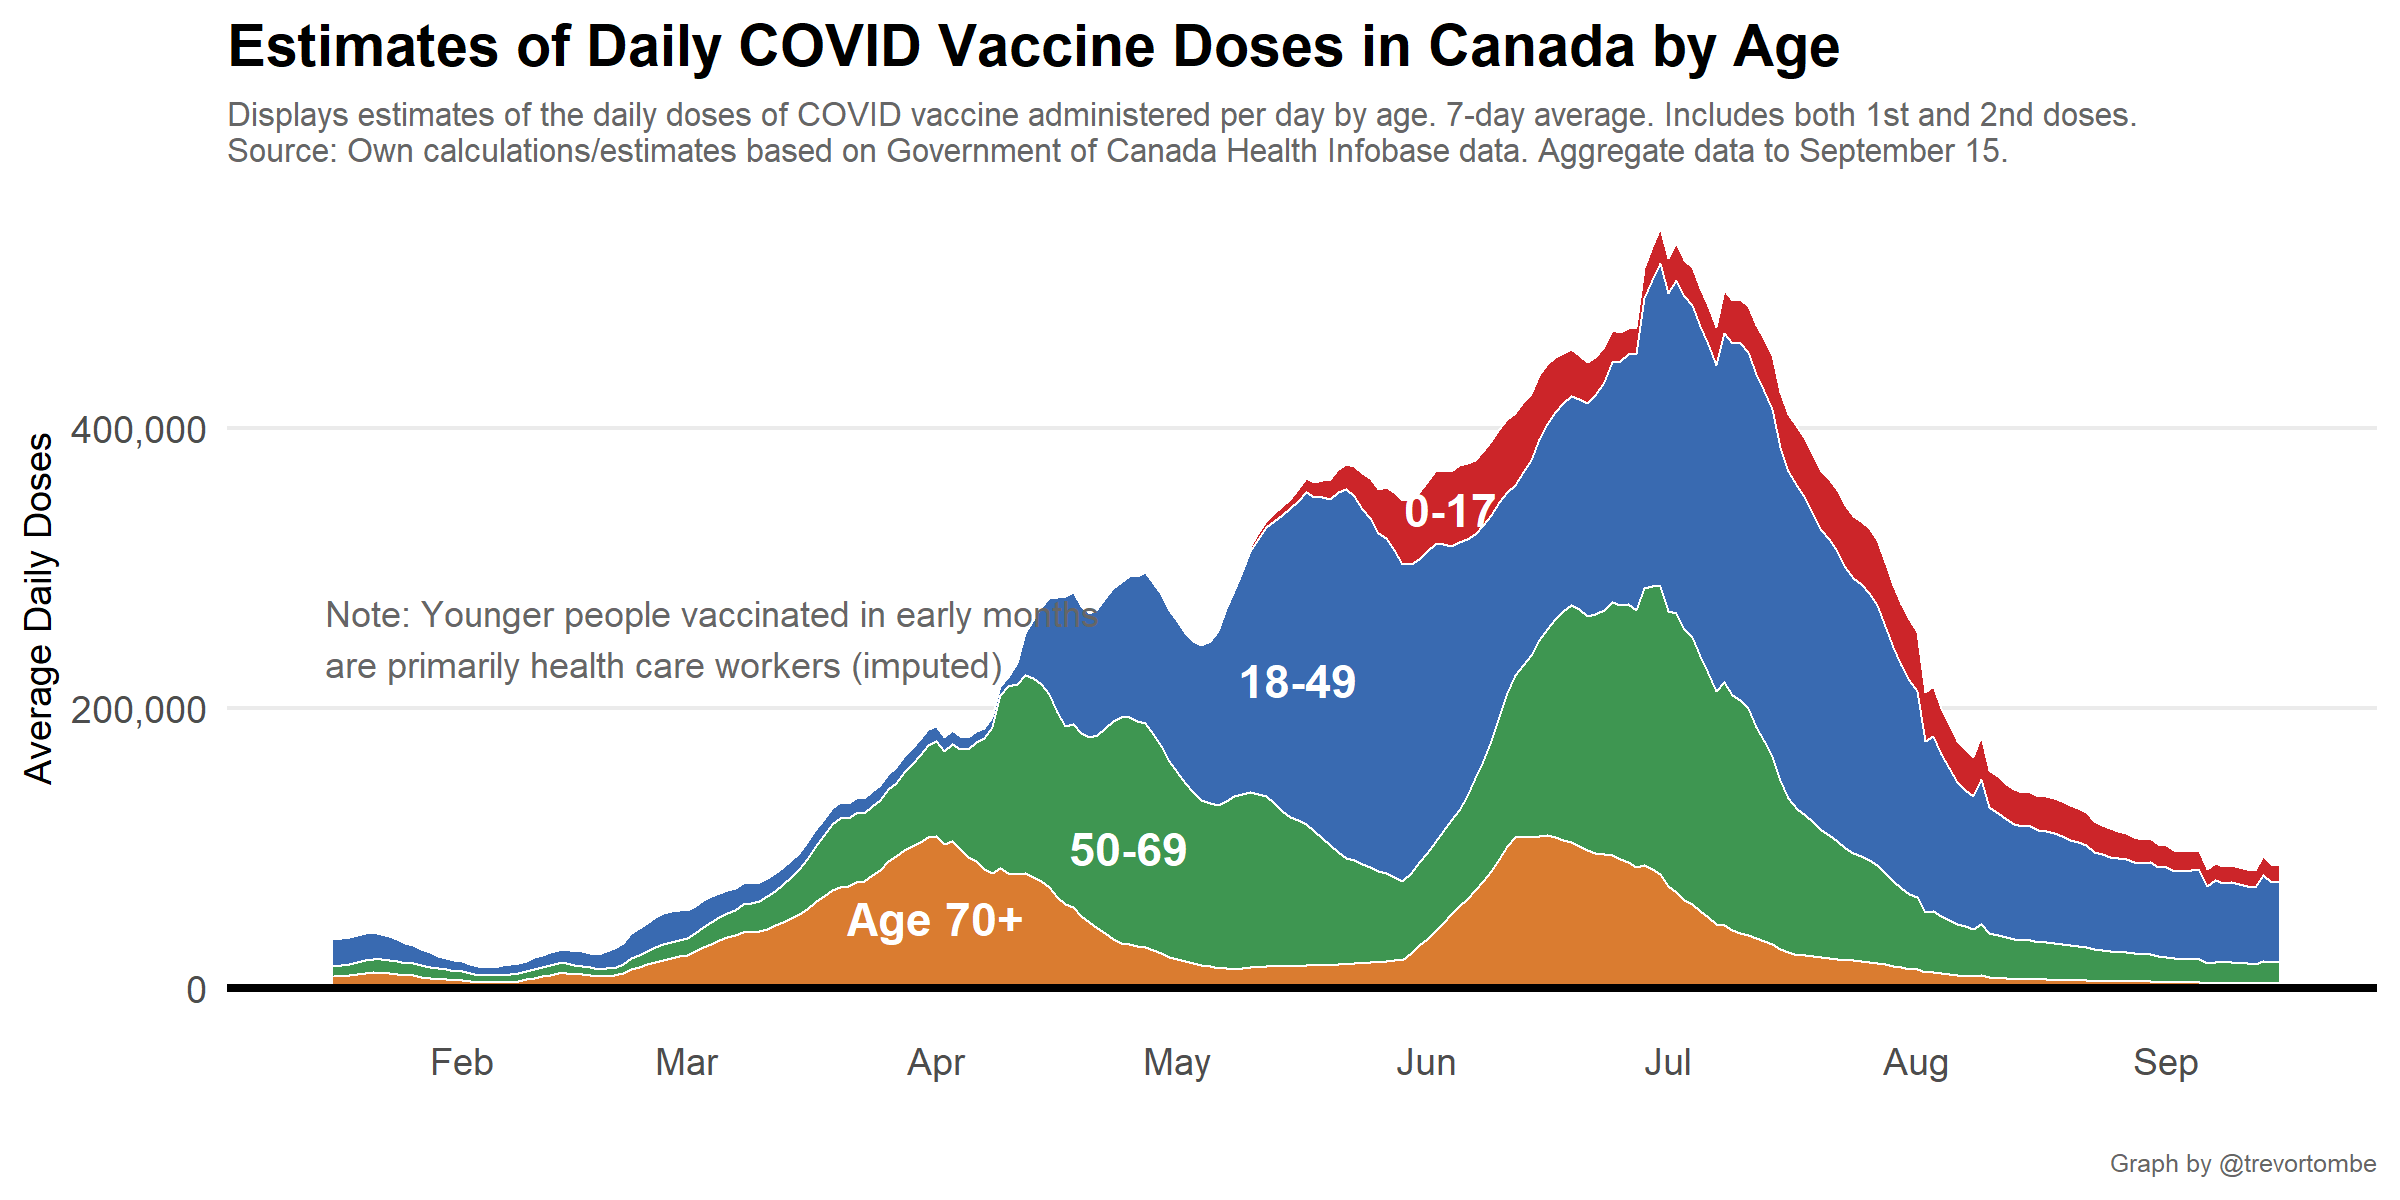 Estimates of Daily COVID Vaccine Doses in Canada by Age
Displays estimates of the daily doses of COVID vaccine administered per day by age. 7-day average. Includes both 1st and 2nd doses.
Source: Own calculations/estimates based on Government of Canada Health Infobase data. Aggregate data to September 15.
Average Daily Doses
400,000
200,000
0
Note: Younger people vaccinated in early months
are primarily health care workers (imputed)
0-17
18-49
50-69
Age 70+
Feb
Mar
Apr
May
Jun
Jul
Aug
Sep
Graph by @trevortombe